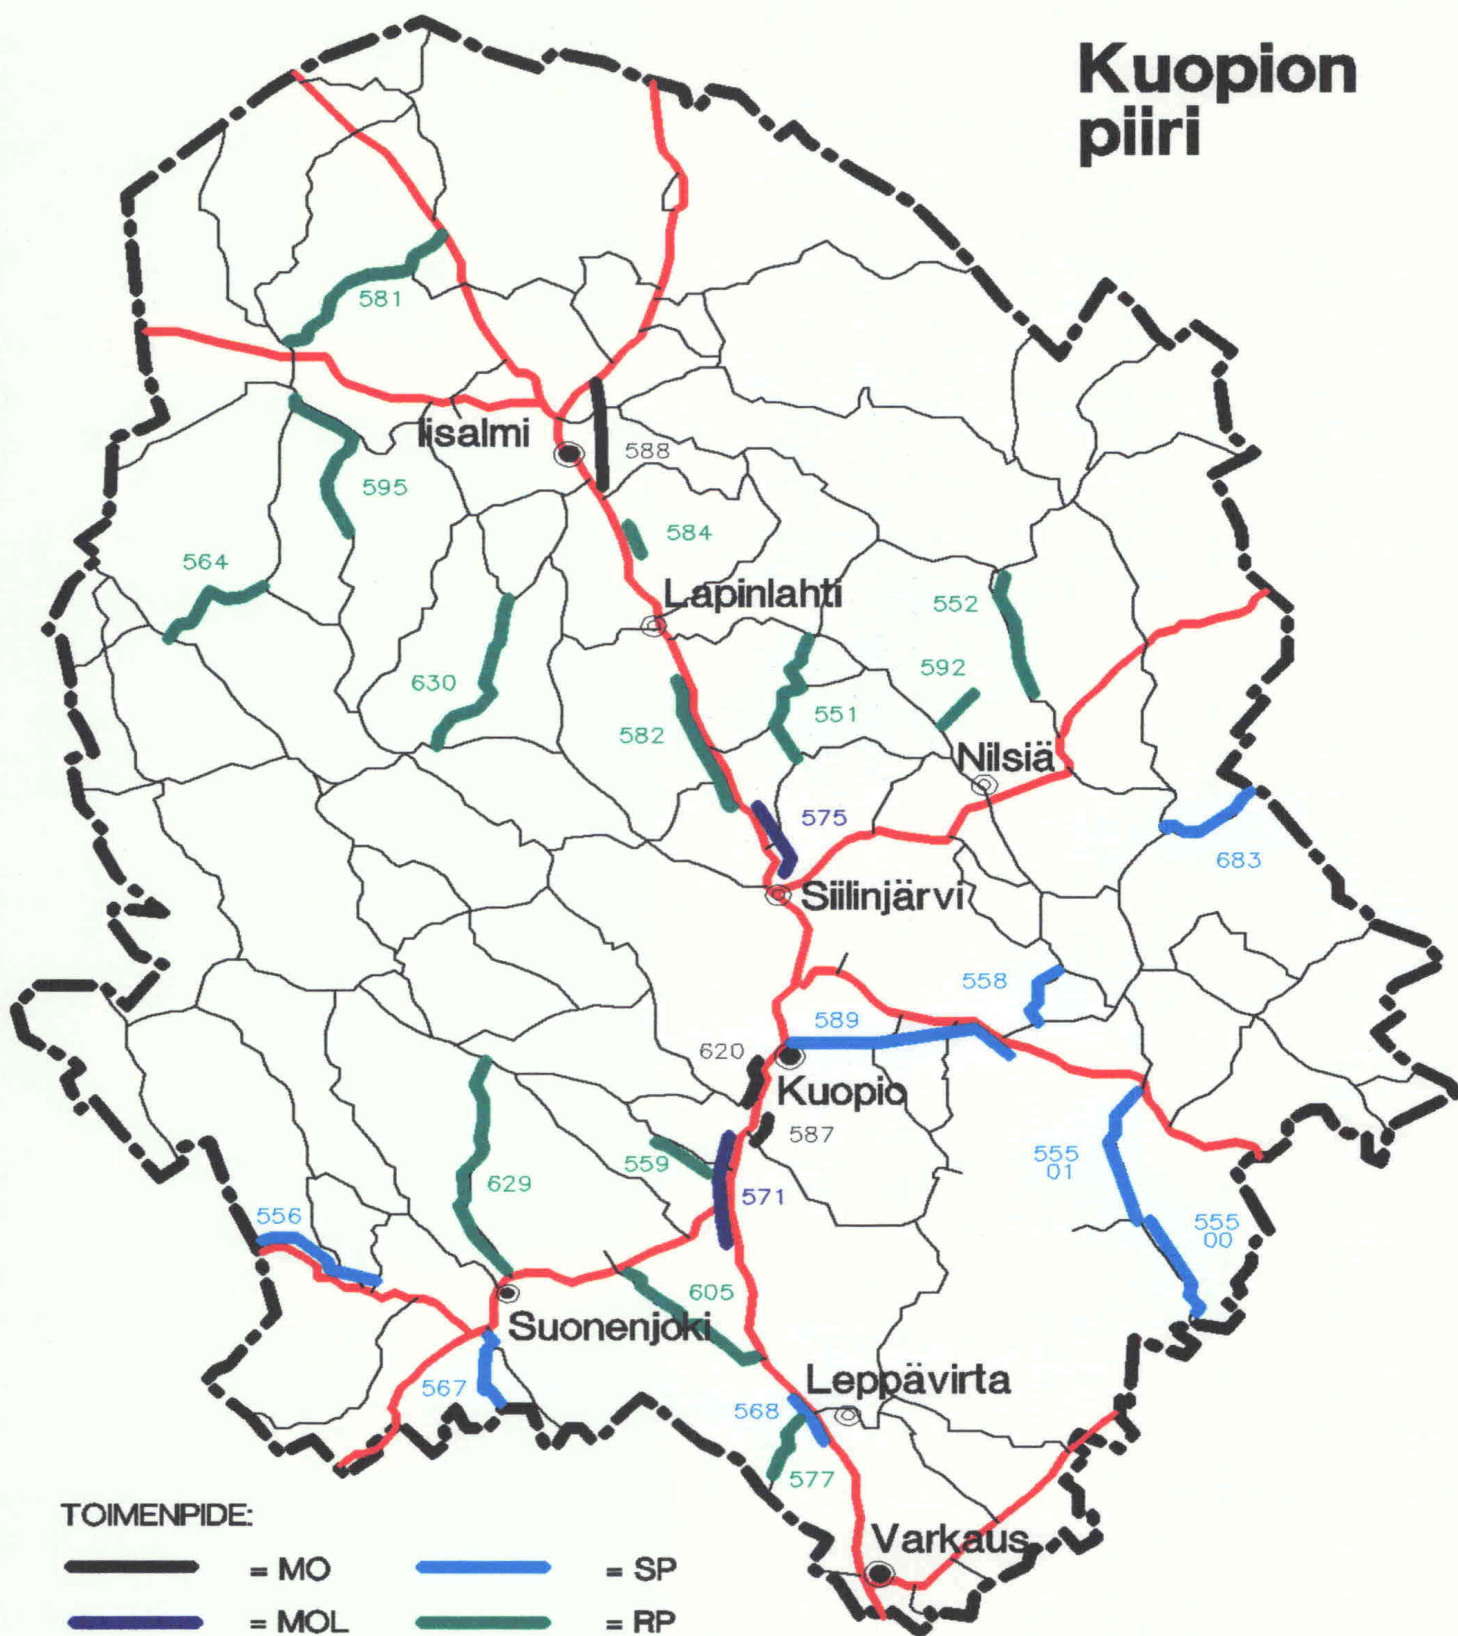 Kuopion
piiri
581
Iisalmi
588
595
584
564
Lapinlahti
552
592
630
551
582
Nilsiä
575
683
Siilinjärvi
558
589
620
Kuopio
587
555
01
559
629
571
556
555
00
605
Suonenjoki
567
Leppävirta
568
577
Varkaus
TOIMENPIDE:
= MO = SP
= MOL = RP